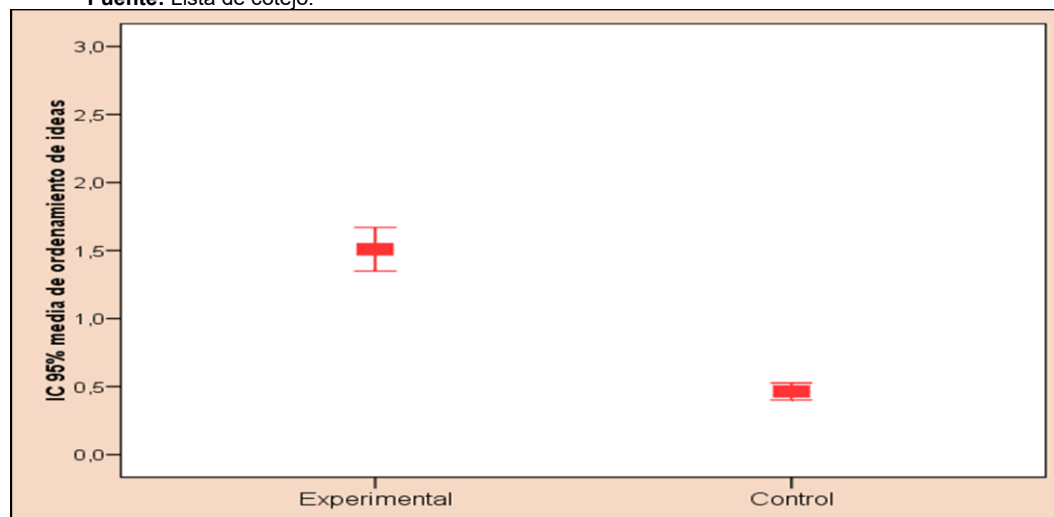 Fuente: Lista de cotejo.
IC 95% media de ordenamiento de ideas
3,0
2,5
2,0
1,5
1,0
0,5
0,0
Experimental
Control